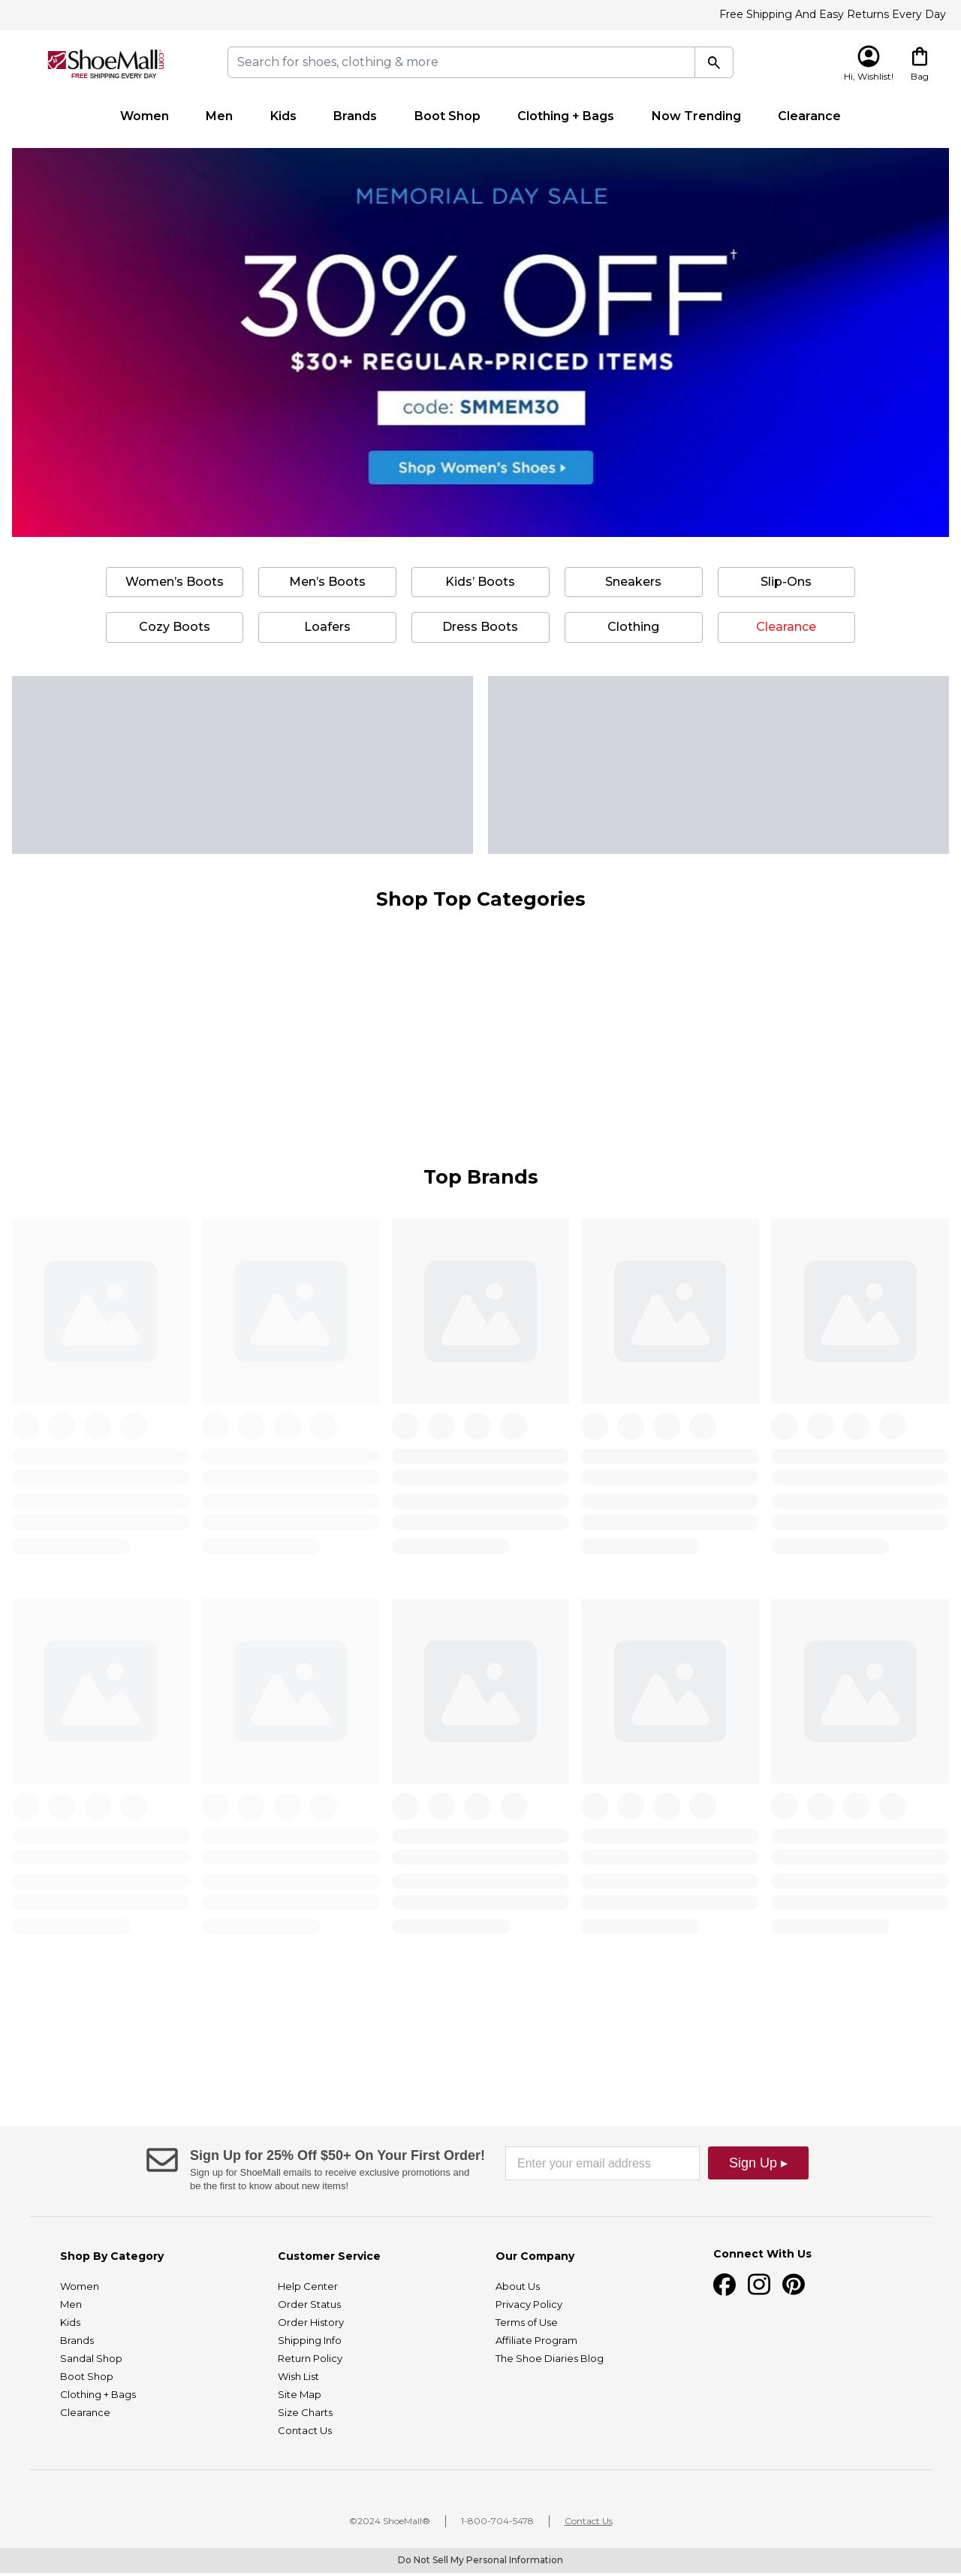 Free Shipping And Easy Returns Every Day
ShoeMall.com
FREE SHIPPING EVERY DAY
Search for shoes, clothing & more
Hi, Wishlist!
Bag
Women
Men
Kids
Brands
Boot Shop
Clothing + Bags
Now Trending
Clearance
MEMORIAL DAY SALE
30% OFF†
$30+ REGULAR-PRICED ITEMS
code: SMMEM30
Shop Women's Shoes ▸
Women's Boots
Men's Boots
Kids' Boots
Sneakers
Slip-Ons
Cozy Boots
Loafers
Dress Boots
Clothing
Clearance
Shop Top Categories
Top Brands
Sign Up for 25% Off $50+ On Your First Order!
Sign up for ShoeMall emails to receive exclusive promotions and
be the first to know about new items!
Enter your email address
Sign Up ▸
Shop By Category
Women
Men
Kids
Brands
Sandal Shop
Boot Shop
Clothing + Bags
Clearance
Customer Service
Help Center
Order Status
Order History
Shipping Info
Return Policy
Wish List
Site Map
Size Charts
Contact Us
Our Company
About Us
Privacy Policy
Terms of Use
Affiliate Program
The Shoe Diaries Blog
Connect With Us
©2024 ShoeMall®
1-800-704-5478
Contact Us
Do Not Sell My Personal Information